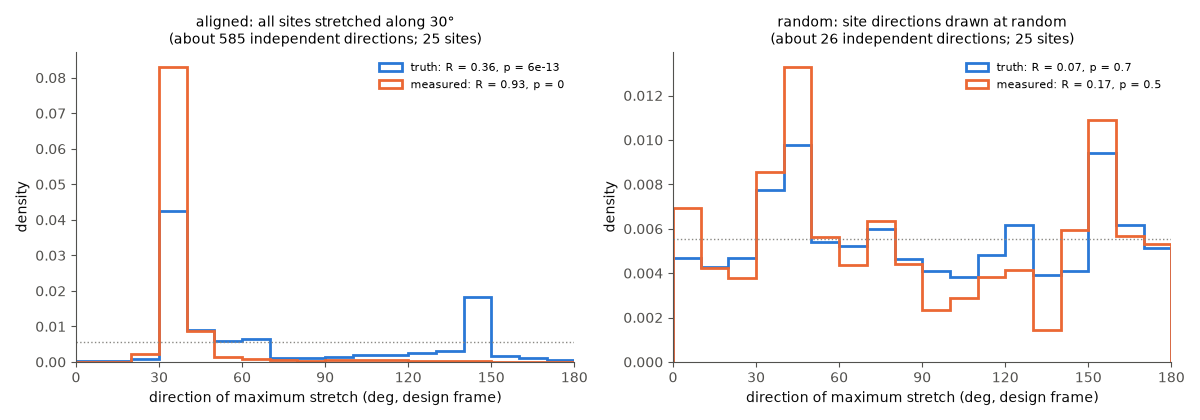 aligned: all sites stretched along 30°
(about 585 independent directions; 25 sites)
truth: R = 0.36, p = 6e-13
measured: R = 0.93, p = 0
0.08
0.07
0.06
0.05
0.04
0.03
0.02
0.01
0.00
density
0 30 60 90 120 150 180
direction of maximum stretch (deg, design frame)
random: site directions drawn at random
(about 26 independent directions; 25 sites)
truth: R = 0.07, p = 0.7
measured: R = 0.17, p = 0.5
0.012
0.010
0.008
0.006
0.004
0.002
0.000
density
0 30 60 90 120 150 180
direction of maximum stretch (deg, design frame)